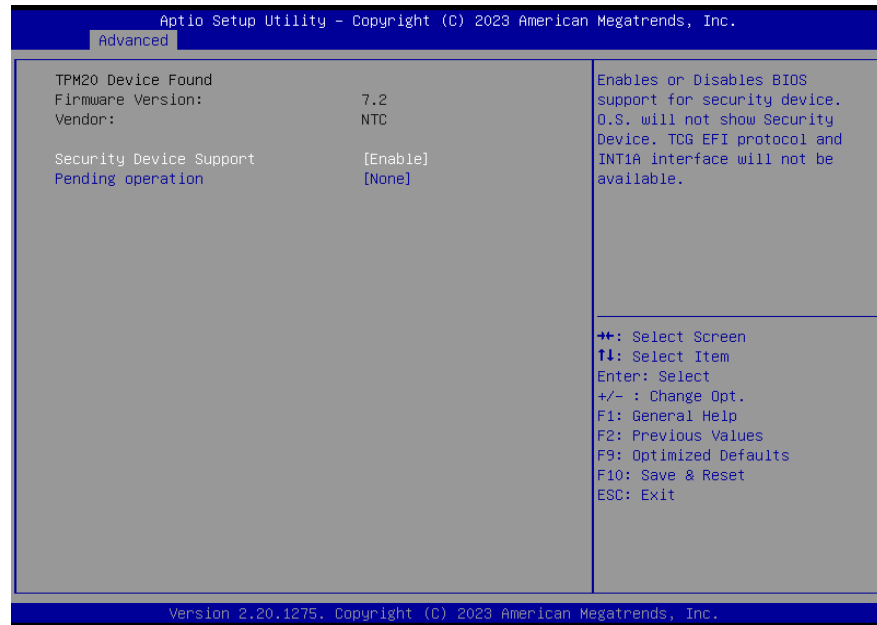 Aptio Setup Utility – Copyright (C) 2023 American Megatrends, Inc.
Advanced
TPM20 Device Found
Firmware Version: 7.2
Vendor: NTC
Security Device Support [Enable]
Pending operation [None]
Enables or Disables BIOS
support for security device.
O.S. will not show Security
Device. TCG EFI protocol and
INT1A interface will not be
available.
→←: Select Screen
↑↓: Select Item
Enter: Select
+/- : Change Opt.
F1: General Help
F2: Previous Values
F9: Optimized Defaults
F10: Save & Reset
ESC: Exit
Version 2.20.1275. Copyright (C) 2023 American Megatrends, Inc.